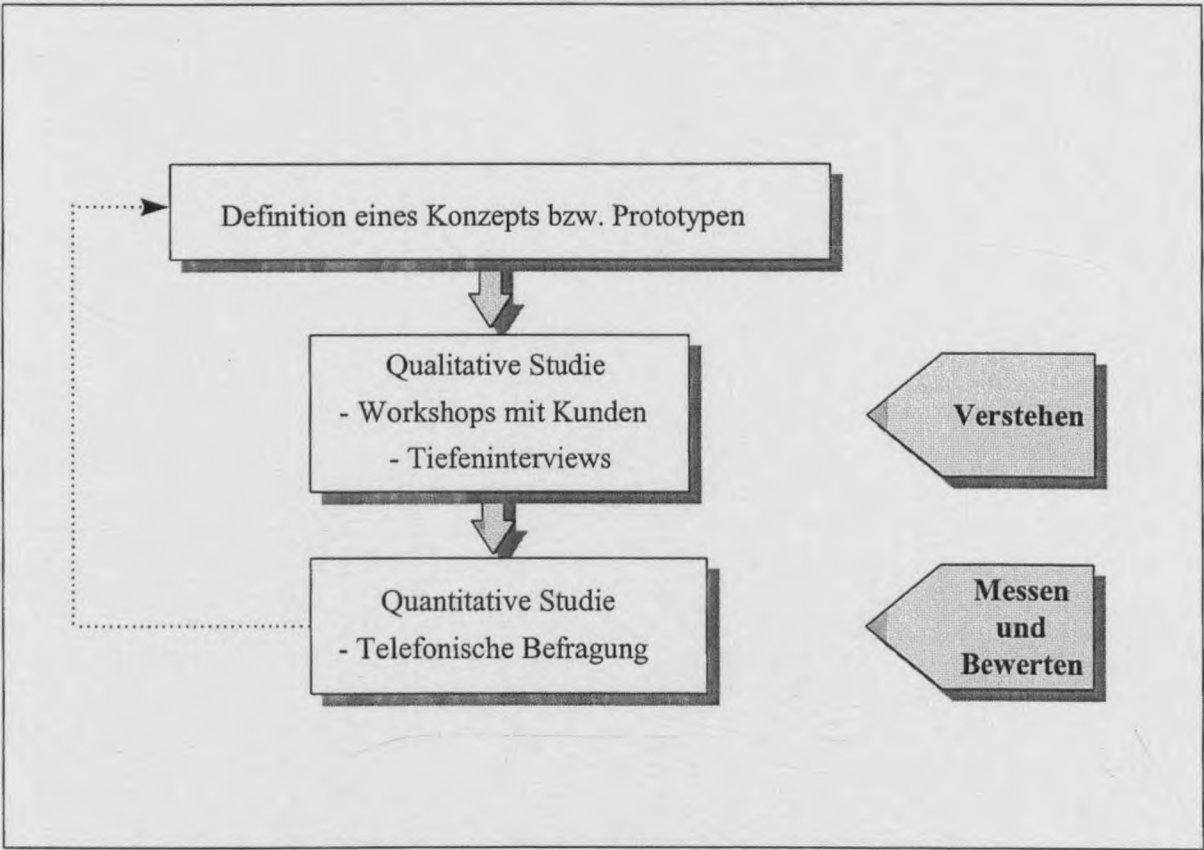 Definition eines Konzepts bzw. Prototypen
Qualitative Studie
- Workshops mit Kunden
- Tiefeninterviews
Verstehen
Quantitative Studie
- Telefonische Befragung
Messen
und
Bewerten